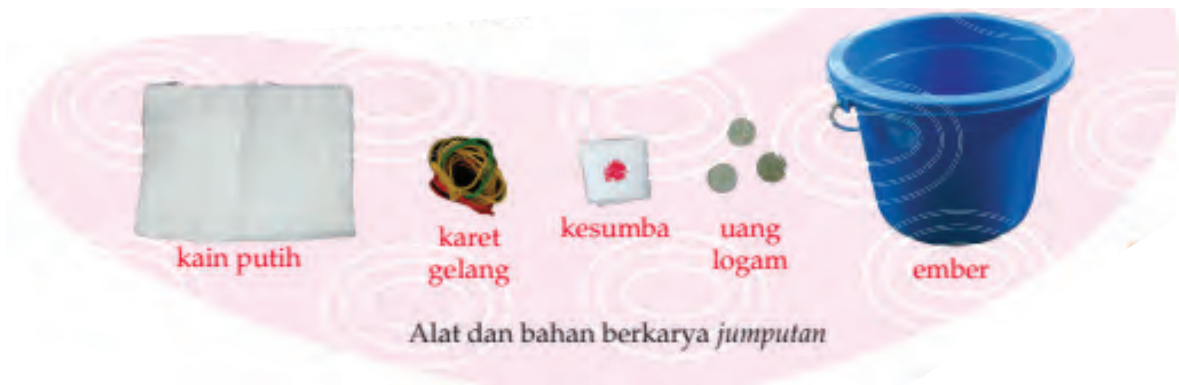 kain putih
karet
gelang
kesumba
uang
logam
ember
Alat dan bahan berkarya jumputan